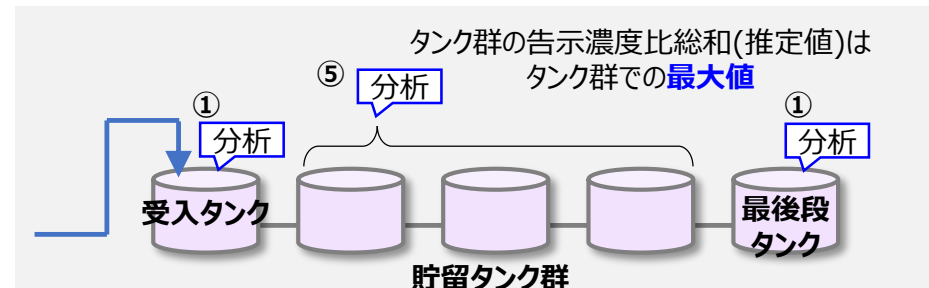 タンク群の告示濃度比総和(推定値)は
タンク群での最大値
⑤
分析
①
分析
①
分析
受入タンク
最後段
タンク
貯留タンク群